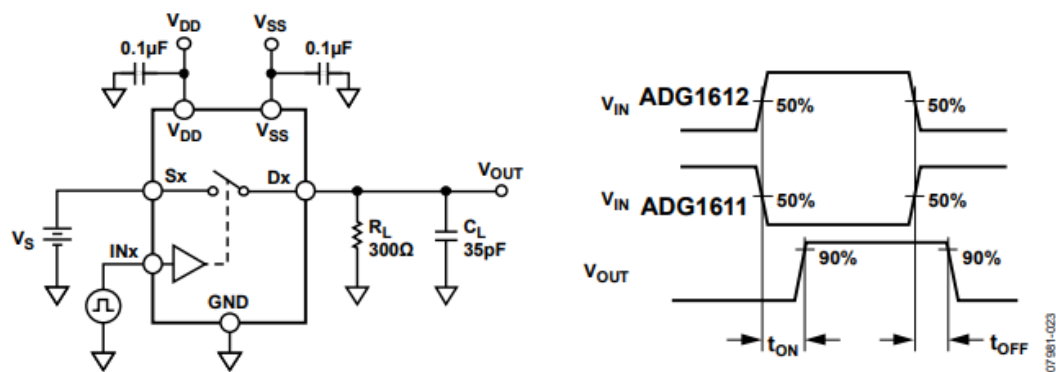 VDD
VSS
0.1µF
0.1µF
VDD
VSS
Sx
Dx
VOUT
VS
INx
RL
300Ω
CL
35pF
GND
VIN ADG1612
50%
50%
VIN ADG1611
50%
50%
VOUT
90%
90%
tON
tOFF
07981-023